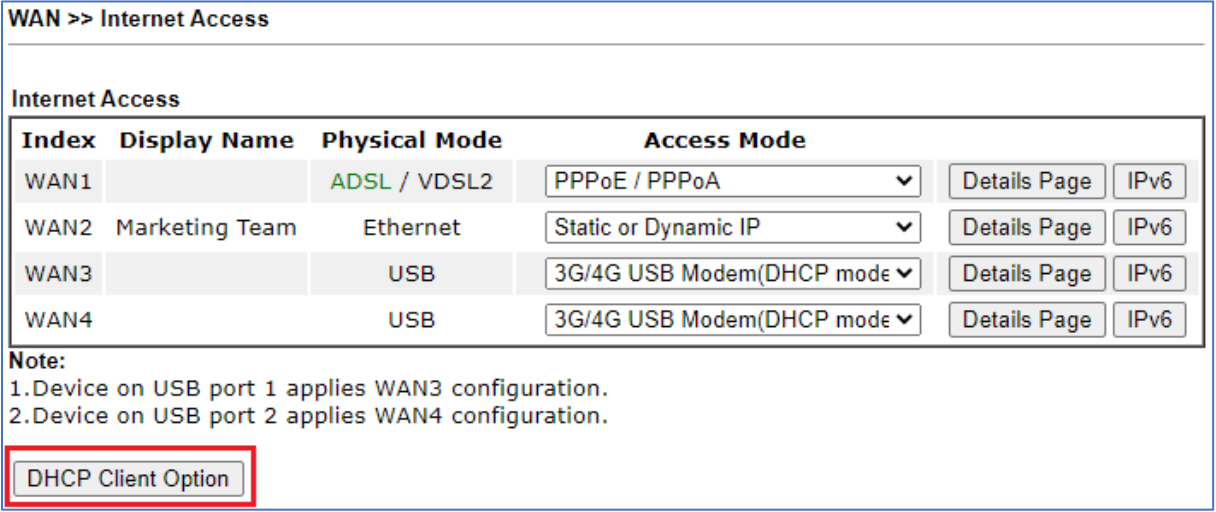 WAN >> Internet Access
Internet Access
Index Display Name Physical Mode Access Mode
WAN1 ADSL / VDSL2 PPPoE / PPPoA Details Page IPv6
WAN2 Marketing Team Ethernet Static or Dynamic IP Details Page IPv6
WAN3 USB 3G/4G USB Modem(DHCP mode Details Page IPv6
WAN4 USB 3G/4G USB Modem(DHCP mode Details Page IPv6
Note:
1.Device on USB port 1 applies WAN3 configuration.
2.Device on USB port 2 applies WAN4 configuration.
DHCP Client Option